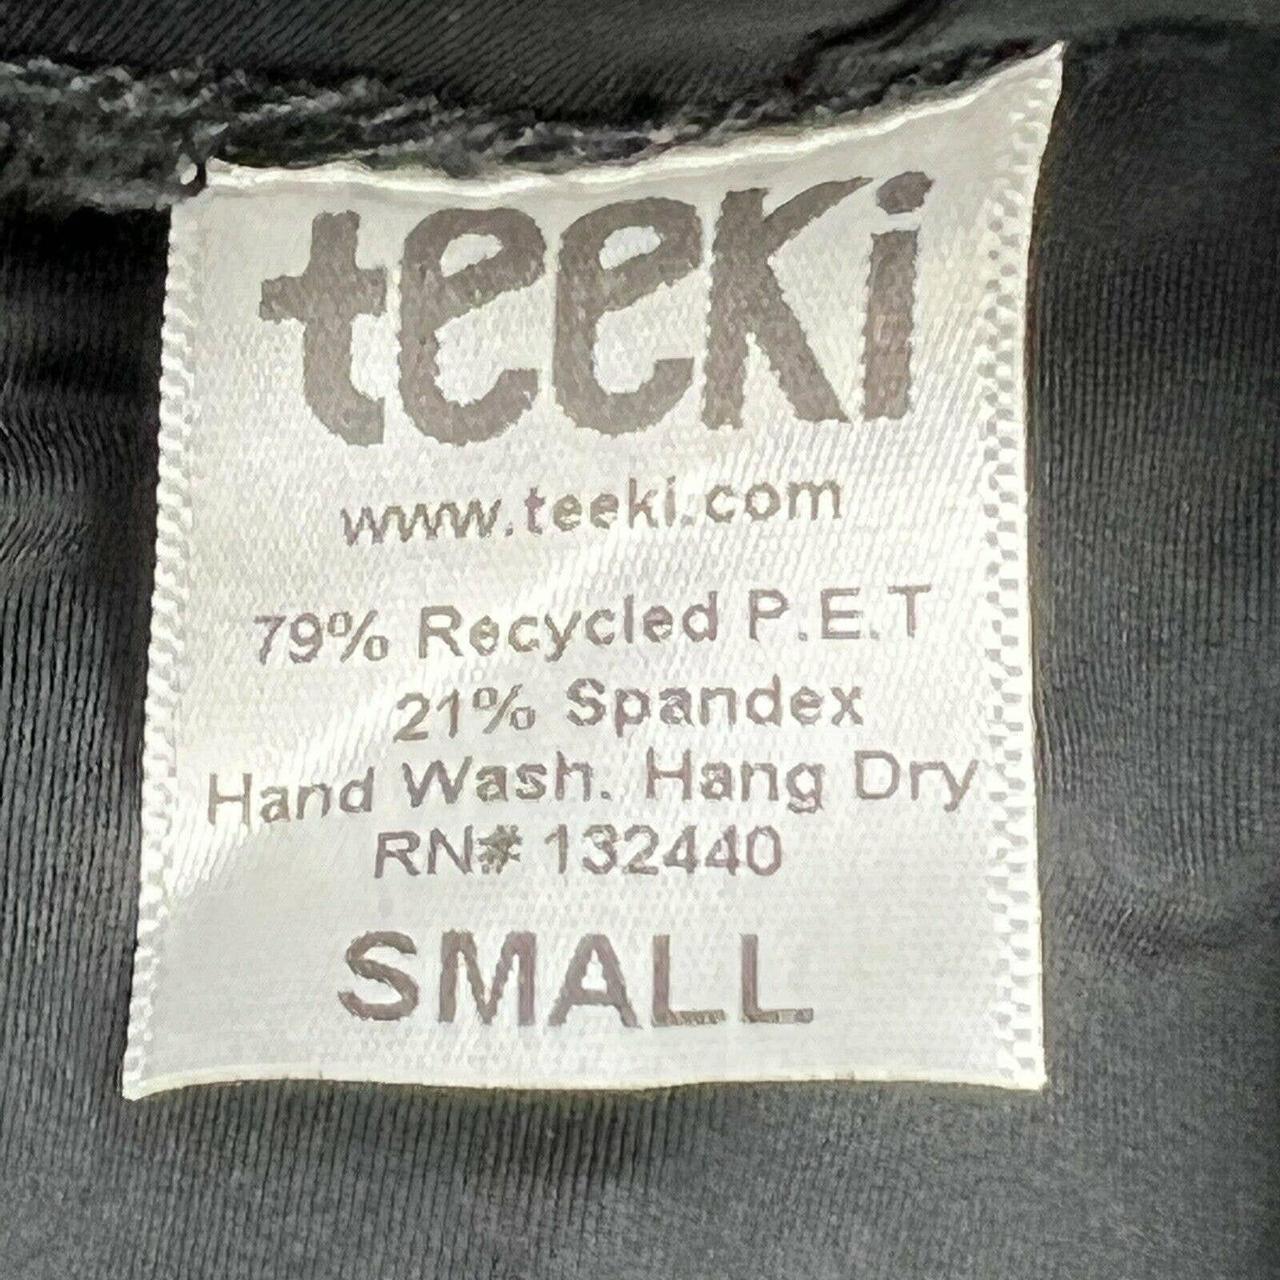 teeki
www.teeki.com
79% Recycled P.E.T
21% Spandex
Hand Wash. Hang Dry
RN# 132440
SMALL